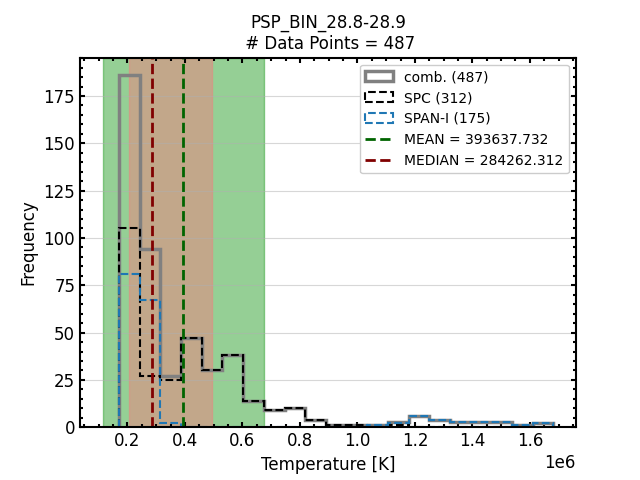 PSP_BIN_28.8-28.9
# Data Points = 487
comb. (487)
SPC (312)
SPAN-I (175)
MEAN = 393637.732
MEDIAN = 284262.312
Frequency
175
150
125
100
75
50
25
0
0.2 0.4 0.6 0.8 1.0 1.2 1.4 1.6
1e6
Temperature [K]